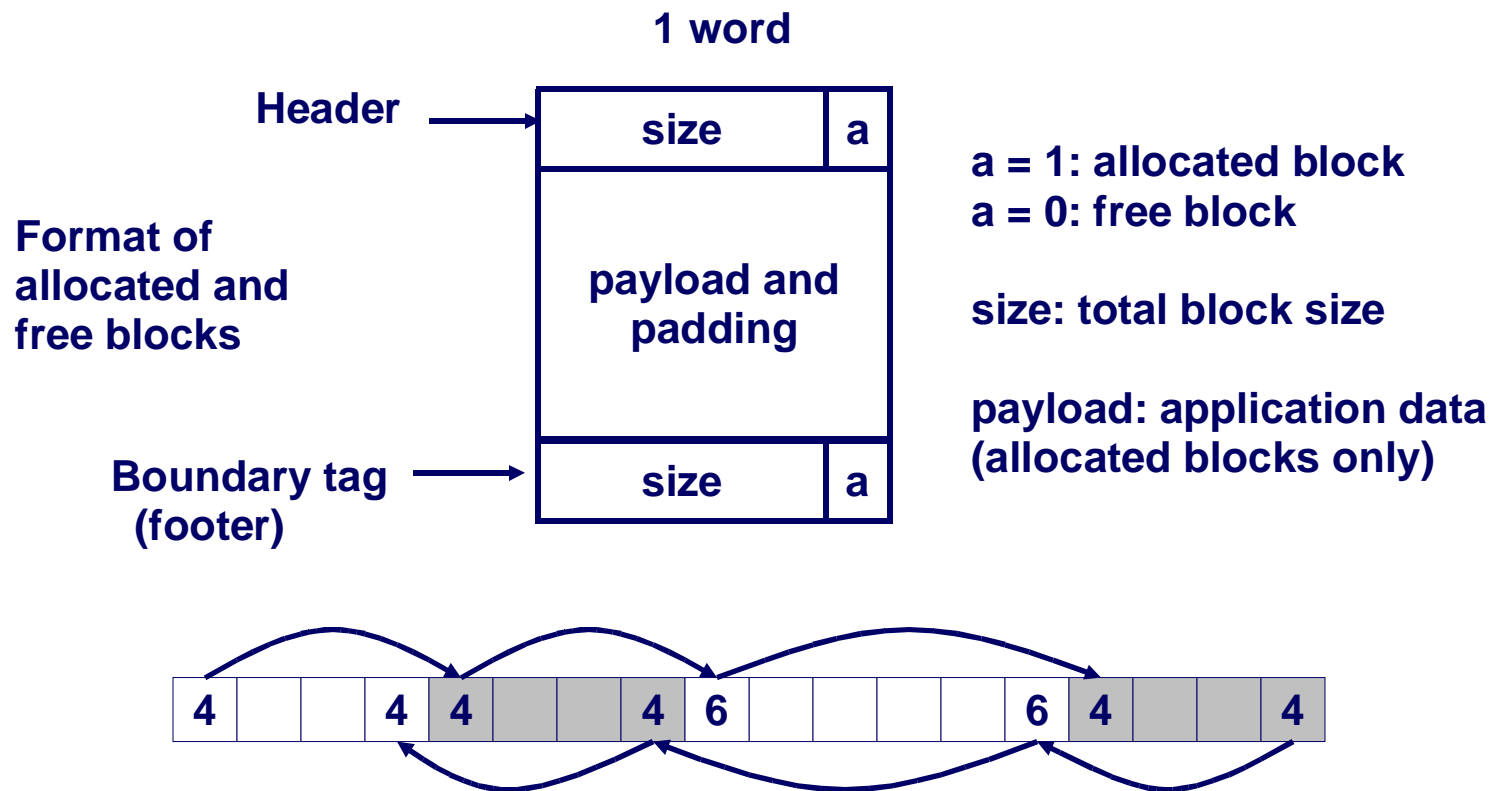 1 word
Header
size a
a = 1: allocated block
a = 0: free block
Format of
allocated and
free blocks
payload and
padding
size: total block size
payload: application data
(allocated blocks only)
Boundary tag
(footer)
size a
4 4 4 4 6 6 4 4